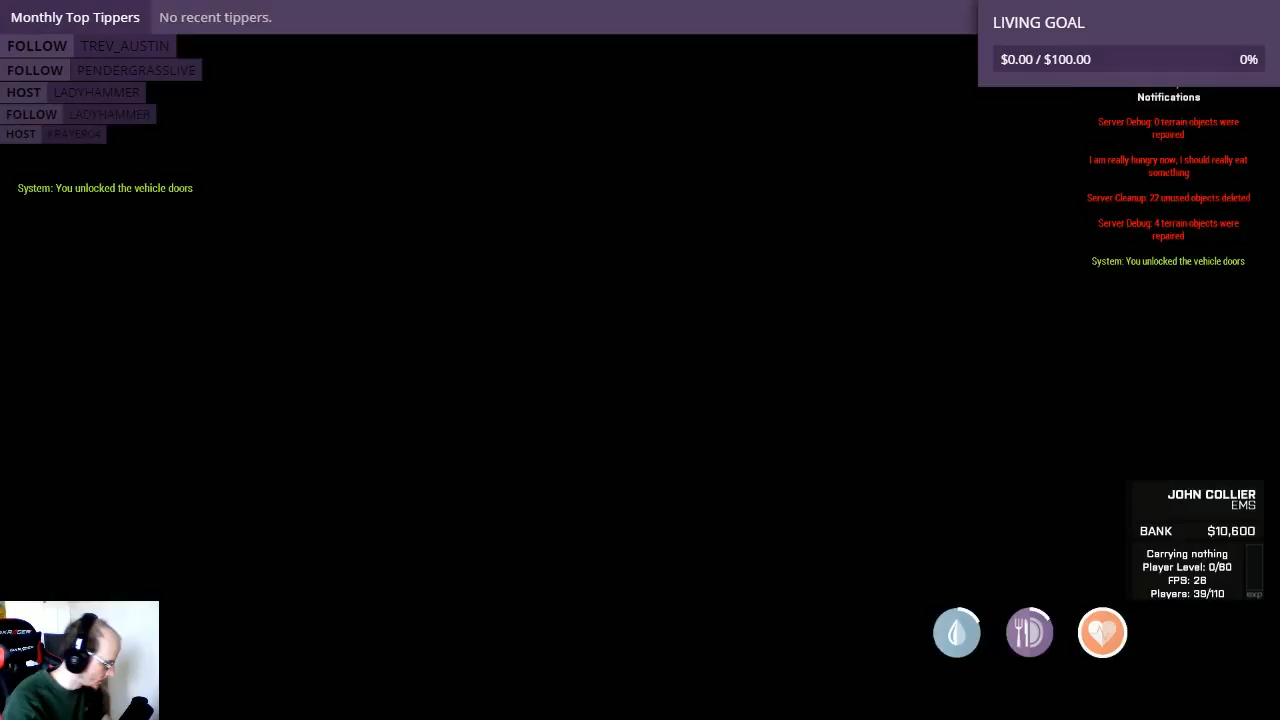 Monthly Top Tippers No recent tippers.
FOLLOW TREV_AUSTIN
FOLLOW PENDERGRASSLIVE
HOST LADYHAMMER
FOLLOW LADYHAMMER
HOST KRAYER04
System: You unlocked the vehicle doors
LIVING GOAL
$0.00 / $100.00 0%
Notifications
Server Debug: 0 terrain objects were
repaired
I am really hungry now, I should really eat
something
Server Cleanup: 22 unused objects deleted
Server Debug: 4 terrain objects were
repaired
System: You unlocked the vehicle doors
JOHN COLLIER
EMS
BANK $10,600
Carrying nothing
Player Level: 0/60
FPS: 26
Players: 39/110
exp